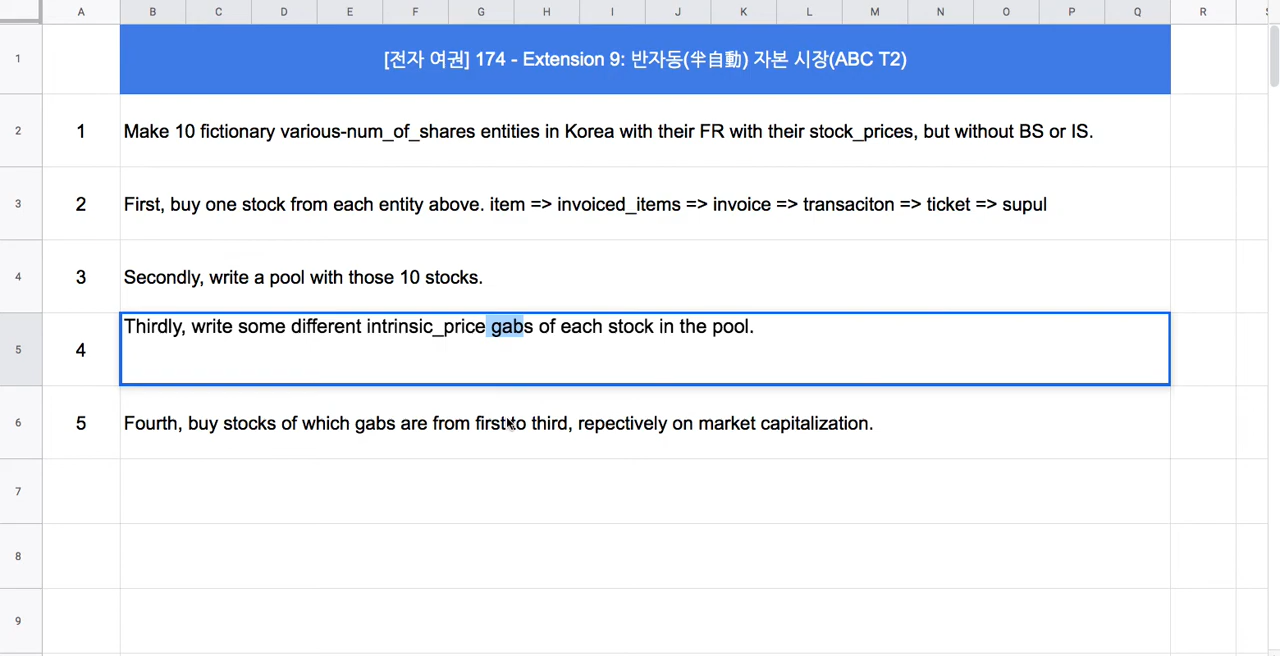 A B C D E F G H I J K L M N O P Q R
1 [전자 여권] 174 - Extension 9: 반자동(半自動) 자본 시장(ABC T2)
2 1 Make 10 fictionary various-num_of_shares entities in Korea with their FR with their stock_prices, but without BS or IS.
3 2 First, buy one stock from each entity above. item => invoiced_items => invoice => transaciton => ticket => supul
4 3 Secondly, write a pool with those 10 stocks.
5 4 Thirdly, write some different intrinsic_price gabs of each stock in the pool.
6 5 Fourth, buy stocks of which gabs are from first to third, repectively on market capitalization.
7
8
9